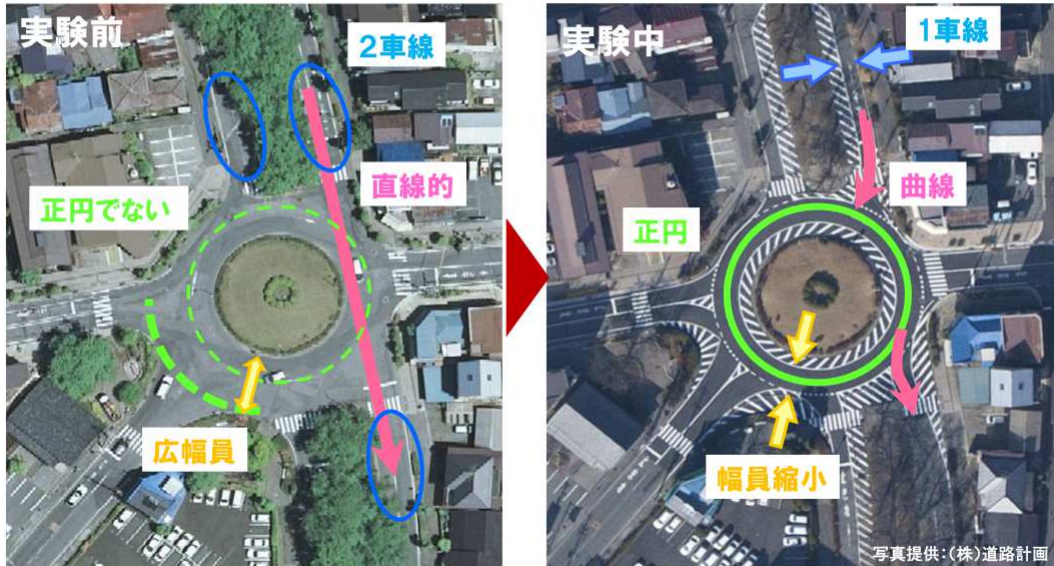 実験前
2車線
直線的
正円でない
広幅員
実験中
1車線
曲線
正円
幅員縮小
写真提供:(株)道路計画